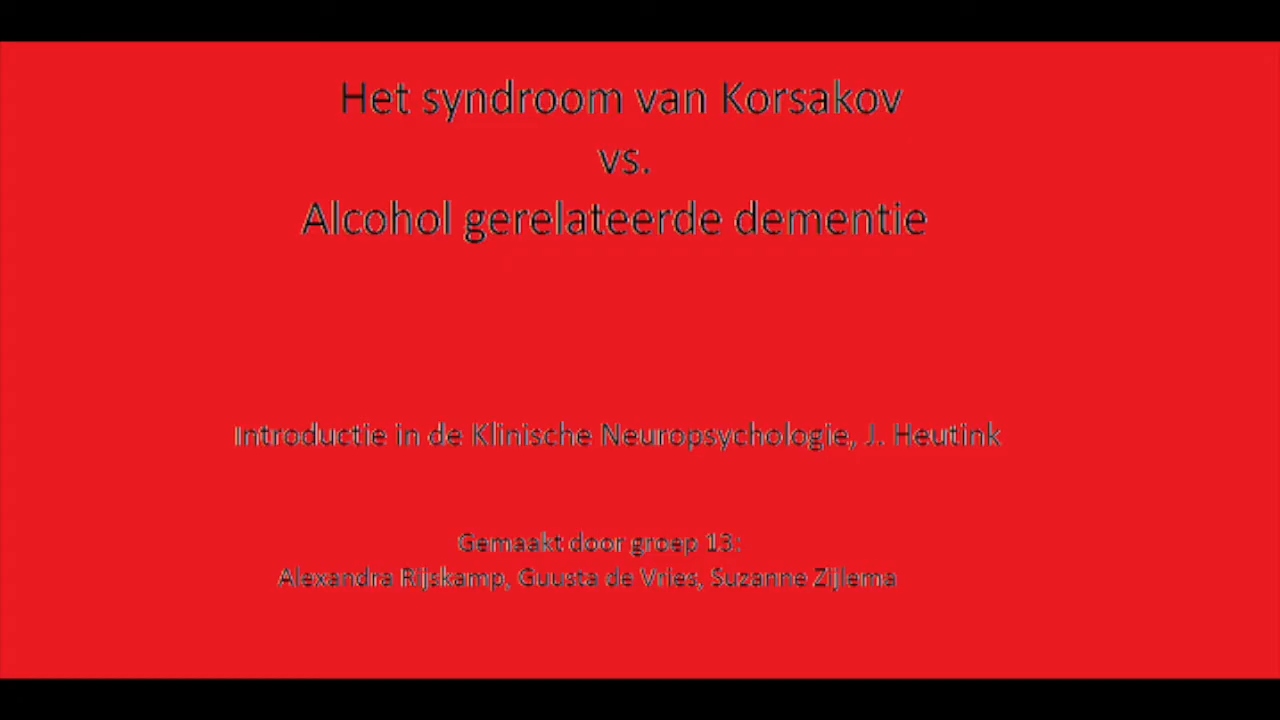 Het syndroom van Korsakov
vs.
Alcohol gerelateerde dementie
Introductie in de Klinische Neuropsychologie, J. Heutink
Gemaakt door groep 13:
Alexandra Rijskamp, Guusta de Vries, Suzanne Zijlema